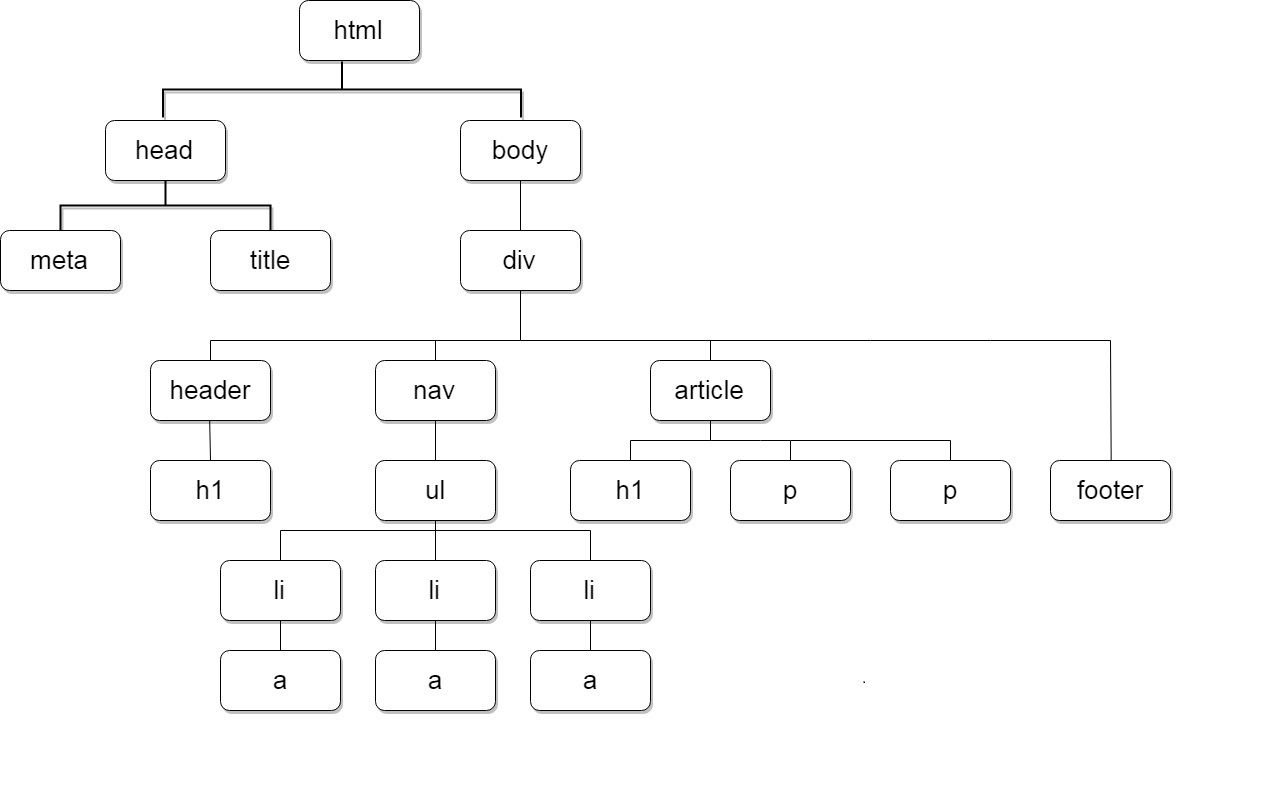 html
head
body
meta
title
div
header
nav
article
h1
ul
h1
p
p
footer
li
li
li
a
a
a
.